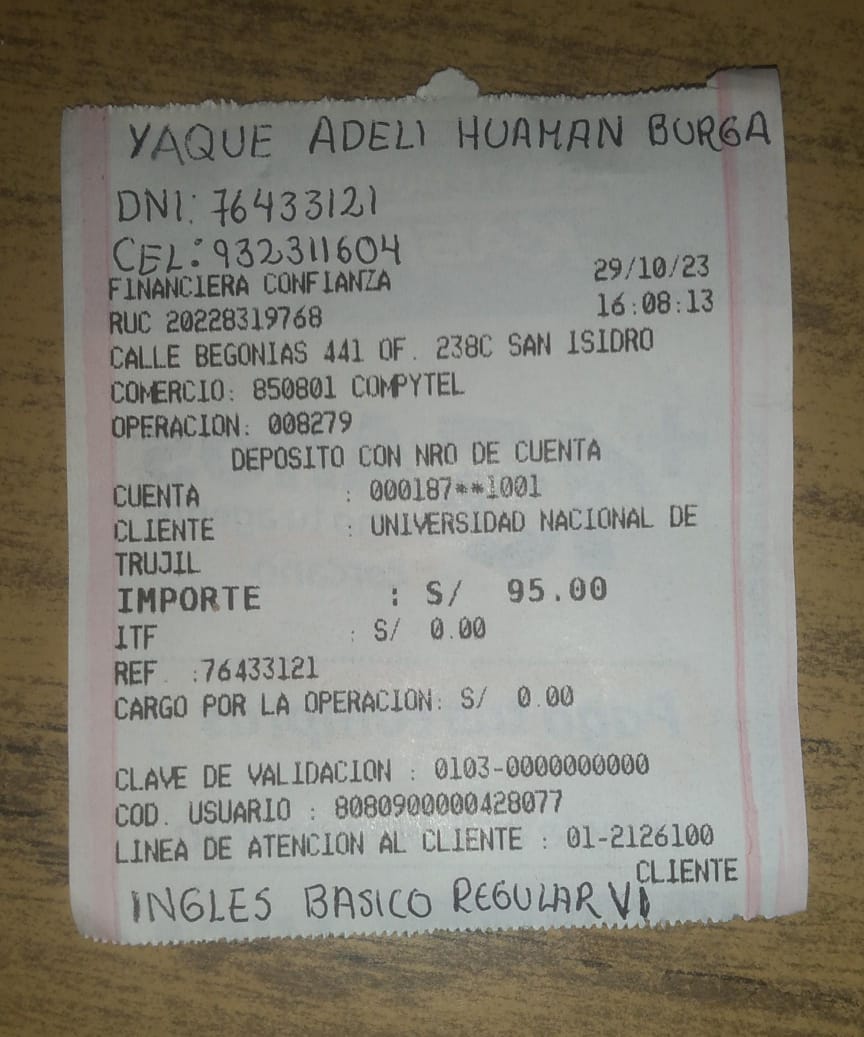 YAQUE ADELI HUAMAN BURGA
DNI: 76433121
CEL: 932311604
FINANCIERA CONFIANZA 29/10/23
RUC 20228319768 16:08:13
CALLE BEGONIAS 441 OF. 238C SAN ISIDRO
COMERCIO: 850801 COMPYTEL
OPERACION: 008279
DEPOSITO CON NRO DE CUENTA
CUENTA : 000187**1001
CLIENTE : UNIVERSIDAD NACIONAL DE
TRUJIL
IMPORTE : S/ 95.00
ITF : S/ 0.00
REF :76433121
CARGO POR LA OPERACION: S/ 0.00
CLAVE DE VALIDACION : 0103-0000000000
COD. USUARIO : 8080900000428077
LINEA DE ATENCION AL CLIENTE : 01-2126100
CLIENTE
INGLES BASICO REGULAR VI